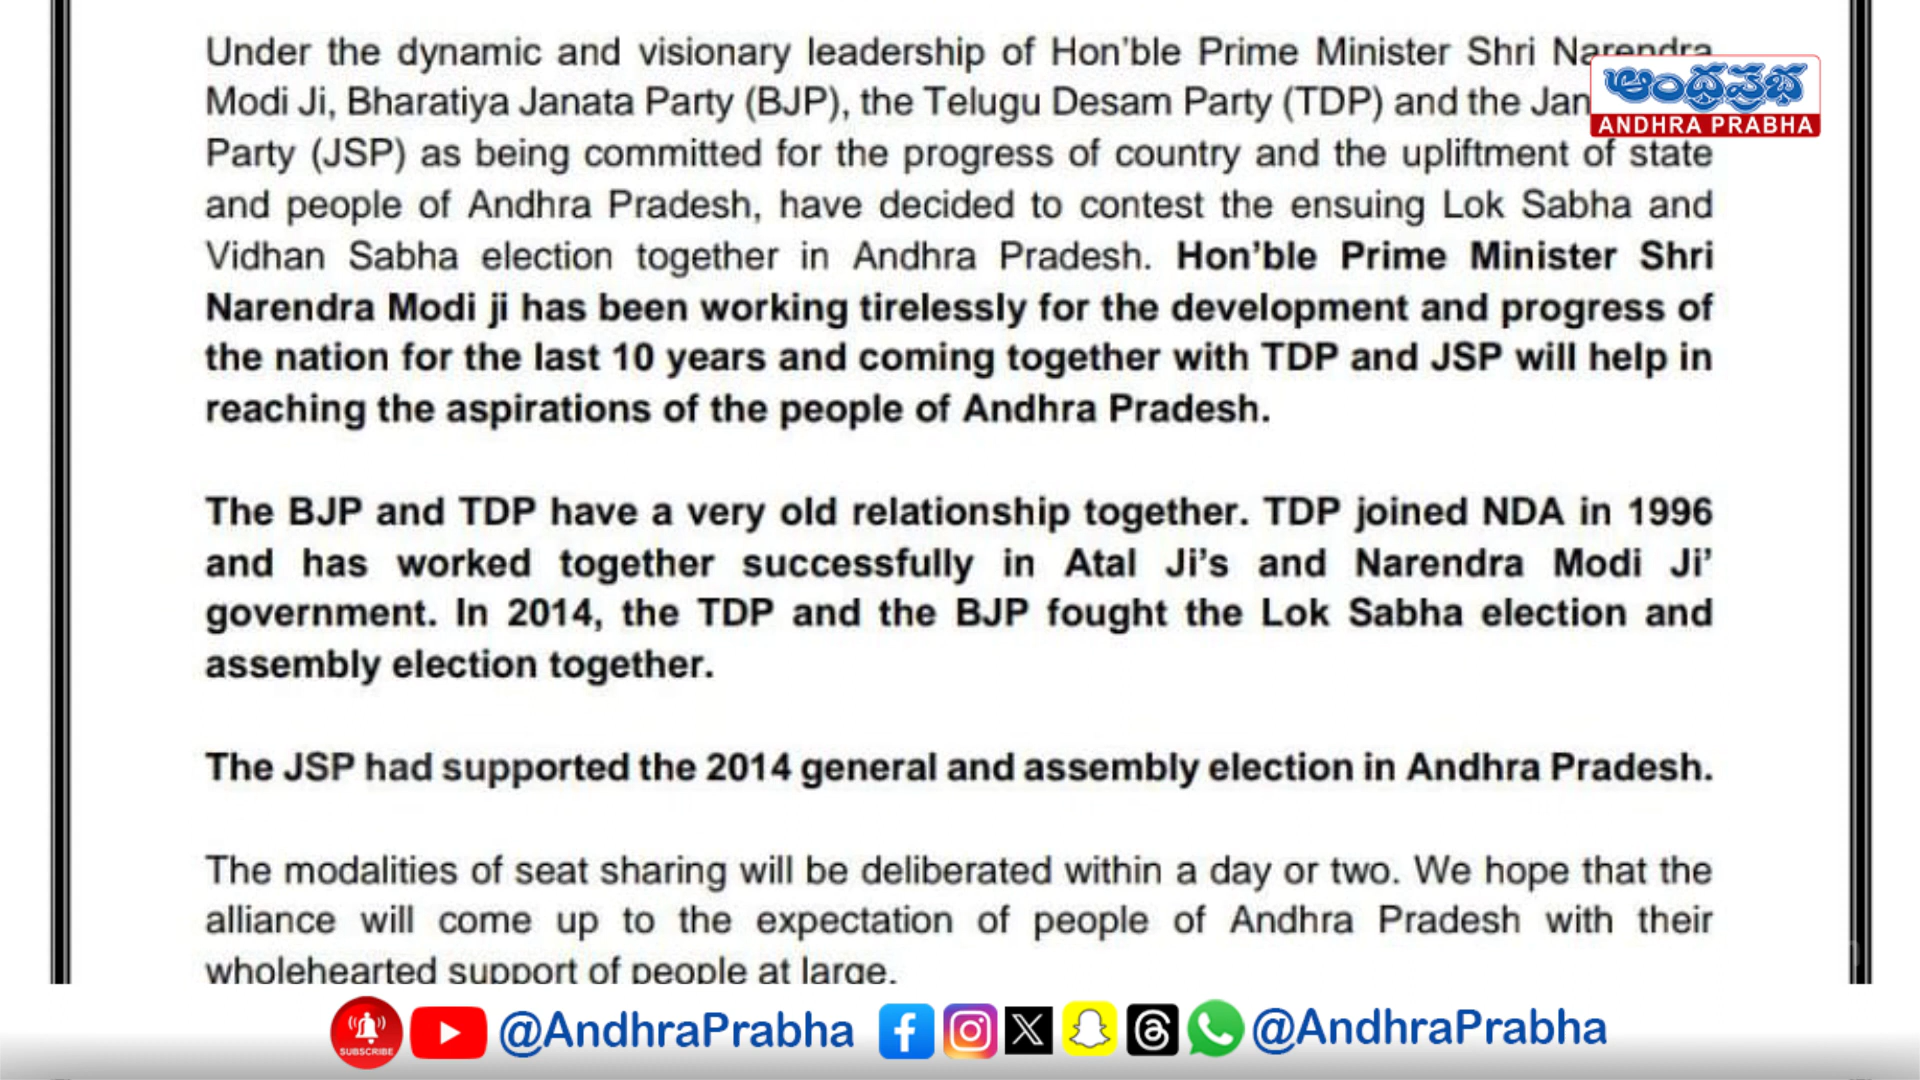 Under the dynamic and visionary leadership of Hon'ble Prime Minister Shri Narendra
Modi Ji, Bharatiya Janata Party (BJP), the Telugu Desam Party (TDP) and the Jan
Party (JSP) as being committed for the progress of country and the upliftment of state
and people of Andhra Pradesh, have decided to contest the ensuing Lok Sabha and
Vidhan Sabha election together in Andhra Pradesh. Hon'ble Prime Minister Shri
Narendra Modi ji has been working tirelessly for the development and progress of
the nation for the last 10 years and coming together with TDP and JSP will help in
reaching the aspirations of the people of Andhra Pradesh.
The BJP and TDP have a very old relationship together. TDP joined NDA in 1996
and has worked together successfully in Atal Ji's and Narendra Modi Ji'
government. In 2014, the TDP and the BJP fought the Lok Sabha election and
assembly election together.
The JSP had supported the 2014 general and assembly election in Andhra Pradesh.
The modalities of seat sharing will be deliberated within a day or two. We hope that the
alliance will come up to the expectation of people of Andhra Pradesh with their
wholehearted support of people at large.
ఆంధ్రప్రభ
ANDHRA PRABHA
SUBSCRIBE
@AndhraPrabha
@AndhraPrabha